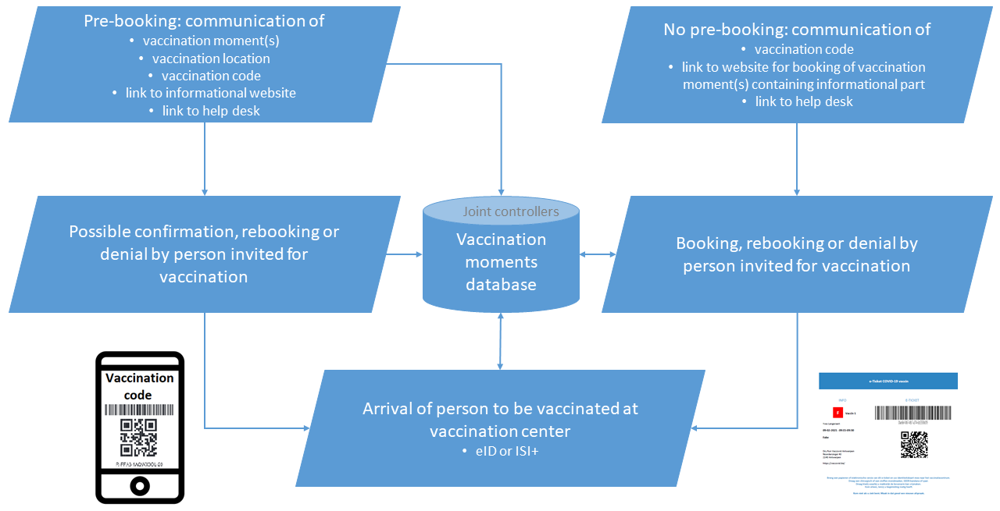 Pre-booking: communication of
• vaccination moment(s)
• vaccination location
• vaccination code
• link to informational website
• link to help desk
No pre-booking: communication of
• vaccination code
• link to website for booking of vaccination
moment(s) containing informational part
• link to help desk
Possible confirmation, rebooking or
denial by person invited for
vaccination
Joint controllers
Vaccination
moments
database
Booking, rebooking or denial by
person invited for vaccination
Vaccination
code
Arrival of person to be vaccinated at
vaccination center
• eID or ISI+
e-Ticket COVID-19 vaccin
INFO
E-TICKET
Vaccin 1